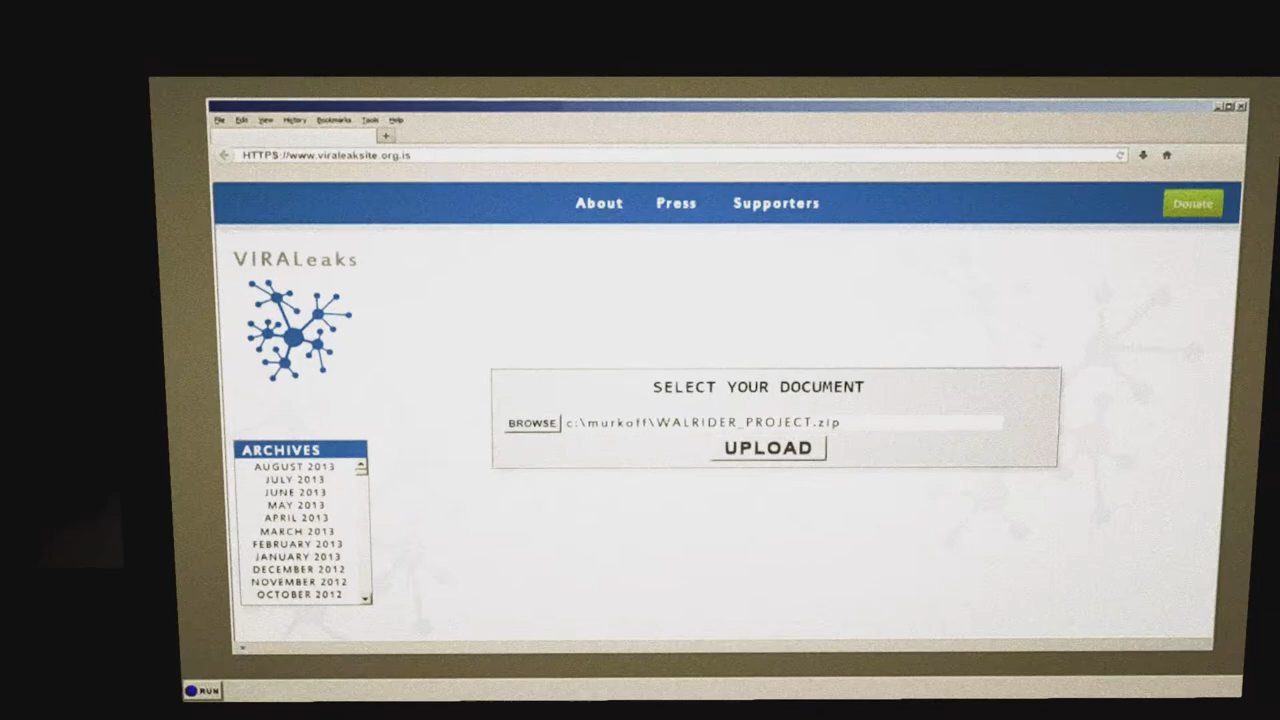 File Edit View History Bookmarks Tools Help
+
HTTPS://www.viraleaksite.org.is
About Press Supporters Donate
VIRALeaks
SELECT YOUR DOCUMENT
BROWSE c:\murkoff\WALRIDER_PROJECT.zip
UPLOAD
ARCHIVES
AUGUST 2013
JULY 2013
JUNE 2013
MAY 2013
APRIL 2013
MARCH 2013
FEBRUARY 2013
JANUARY 2013
DECEMBER 2012
NOVEMBER 2012
OCTOBER 2012
RUN